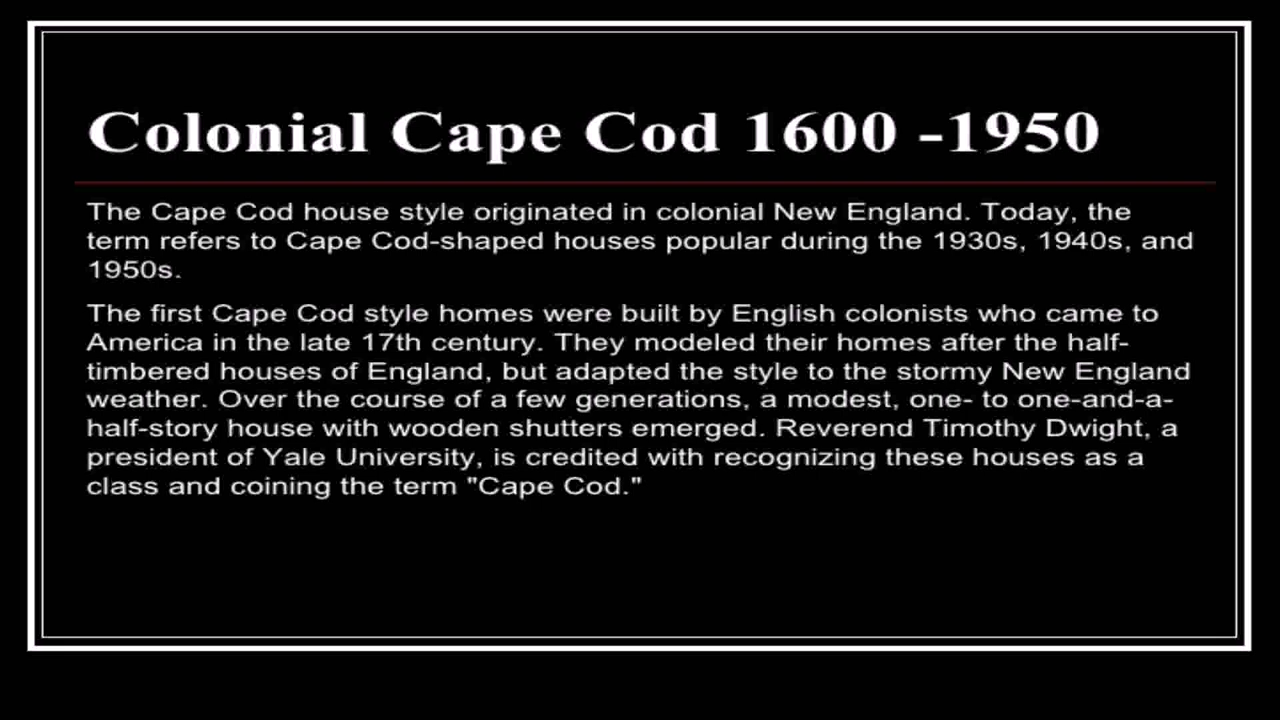 Colonial Cape Cod 1600 -1950
The Cape Cod house style originated in colonial New England. Today, the
term refers to Cape Cod-shaped houses popular during the 1930s, 1940s, and
1950s.
The first Cape Cod style homes were built by English colonists who came to
America in the late 17th century. They modeled their homes after the half-
timbered houses of England, but adapted the style to the stormy New England
weather. Over the course of a few generations, a modest, one- to one-and-a-
half-story house with wooden shutters emerged. Reverend Timothy Dwight, a
president of Yale University, is credited with recognizing these houses as a
class and coining the term "Cape Cod."